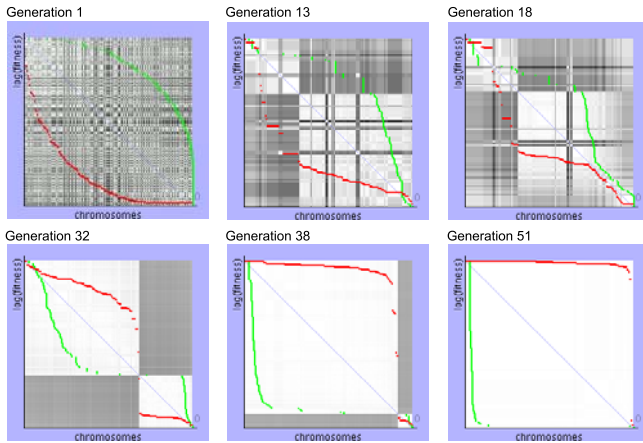 Generation 1
Generation 13
Generation 18
log(fitness)
log(fitness)
log(fitness)
0
0
0
chromosomes
chromosomes
chromosomes
Generation 32
Generation 38
Generation 51
log(fitness)
log(fitness)
log(fitness)
0
0
0
chromosomes
chromosomes
chromosomes